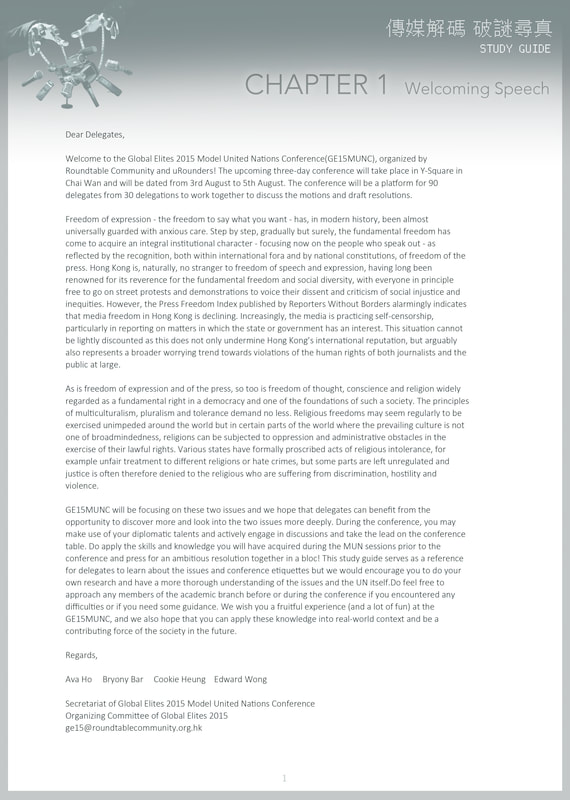 傳媒解碼 破謎尋真
STUDY GUIDE
CHAPTER 1 Welcoming Speech
Dear Delegates,
Welcome to the Global Elites 2015 Model United Nations Conference(GE15MUNC), organized by
Roundtable Community and uRounders! The upcoming three-day conference will take place in Y-Square in
Chai Wan and will be dated from 3rd August to 5th August. The conference will be a platform for 90
delegates from 30 delegations to work together to discuss the motions and draft resolutions.
Freedom of expression - the freedom to say what you want - has, in modern history, been almost
universally guarded with anxious care. Step by step, gradually but surely, the fundamental freedom has
come to acquire an integral institutional character - focusing now on the people who speak out - as
reflected by the recognition, both within international fora and by national constitutions, of freedom of the
press. Hong Kong is, naturally, no stranger to freedom of speech and expression, having long been
renowned for its reverence for the fundamental freedom and social diversity, with everyone in principle
free to go on street protests and demonstrations to voice their dissent and criticism of social injustice and
inequities. However, the Press Freedom Index published by Reporters Without Borders alarmingly indicates
that media freedom in Hong Kong is declining. Increasingly, the media is practicing self-censorship,
particularly in reporting on matters in which the state or government has an interest. This situation cannot
be lightly discounted as this does not only undermine Hong Kong's international reputation, but arguably
also represents a broader worrying trend towards violations of the human rights of both journalists and the
public at large.
As is freedom of expression and of the press, so too is freedom of thought, conscience and religion widely
regarded as a fundamental right in a democracy and one of the foundations of such a society. The principles
of multiculturalism, pluralism and tolerance demand no less. Religious freedoms may seem regularly to be
exercised unimpeded around the world but in certain parts of the world where the prevailing culture is not
one of broadmindedness, religions can be subjected to oppression and administrative obstacles in the
exercise of their lawful rights. Various states have formally proscribed acts of religious intolerance, for
example unfair treatment to different religions or hate crimes, but some parts are left unregulated and
justice is often therefore denied to the religious who are suffering from discrimination, hostility and
violence.
GE15MUNC will be focusing on these two issues and we hope that delegates can benefit from the
opportunity to discover more and look into the two issues more deeply. During the conference, you may
make use of your diplomatic talents and actively engage in discussions and take the lead on the conference
table. Do apply the skills and knowledge you will have acquired during the MUN sessions prior to the
conference and press for an ambitious resolution together in a bloc! This study guide serves as a reference
for delegates to learn about the issues and conference etiquettes but we would encourage you to do your
own research and have a more thorough understanding of the issues and the UN itself.Do feel free to
approach any members of the academic branch before or during the conference if you encountered any
difficulties or if you need some guidance. We wish you a fruitful experience (and a lot of fun) at the
GE15MUNC, and we also hope that you can apply these knowledge into real-world context and be a
contributing force of the society in the future.
Regards,
Ava Ho Bryony Bar Cookie Heung Edward Wong
Secretariat of Global Elites 2015 Model United Nations Conference
Organizing Committee of Global Elites 2015
ge15@roundtablecommunity.org.hk
1